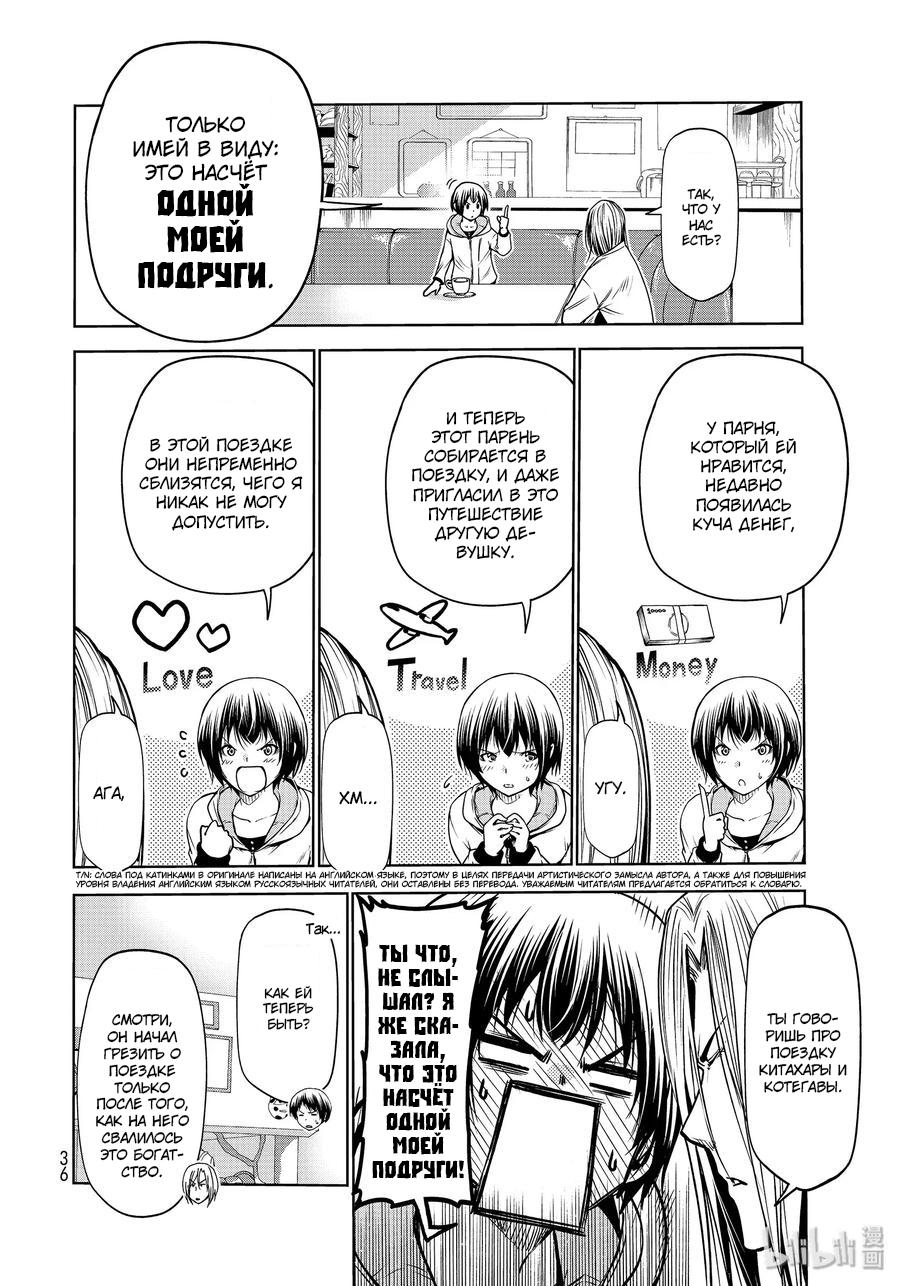 ТАК,
ЧТО У
НАС
ЕСТЬ?
ТОЛЬКО
ИМЕЙ В ВИДУ:
ЭТО НАСЧЁТ
ОДНОЙ
МОЕЙ
ПОДРУГИ.
У ПАРНЯ,
КОТОРЫЙ ЕЙ
НРАВИТСЯ,
НЕДАВНО
ПОЯВИЛАСЬ
КУЧА ДЕНЕГ,
10000
Money
УГУ.
И ТЕПЕРЬ
ЭТОТ ПАРЕНЬ
СОБИРАЕТСЯ В
ПОЕЗДКУ, И ДАЖЕ
ПРИГЛАСИЛ В ЭТО
ПУТЕШЕСТВИЕ
ДРУГУЮ ДЕ-
ВУШКУ.
Travel
ХМ...
В ЭТОЙ ПОЕЗДКЕ
ОНИ НЕПРЕМЕННО
СБЛИЗЯТСЯ, ЧЕГО Я
НИКАК НЕ МОГУ
ДОПУСТИТЬ.
Love
АГА,
TЛN: СЛОВА ПОД КАТИНКАМИ В ОРИГИНАЛЕ НАПИСАНЫ НА АНГЛИЙСКОМ ЯЗЫКЕ, ПОЭТОМУ В ЦЕЛЯХ ПЕРЕДАЧИ АРТИСТИЧЕСКОГО ЗАМЫСЛА АВТОРА, А ТАКЖЕ ДЛЯ ПОВЫШЕНИЯ
УРОВНЯ ВЛАДЕНИЯ АНГЛИЙСКИМ ЯЗЫКОМ РУССКОЯЗЫЧНЫХ ЧИТАТЕЛЕЙ, ОНИ ОСТАВЛЕНЫ БЕЗ ПЕРЕВОДА. УВАЖАЕМЫМ ЧИТАТЕЛЯМ ПРЕДЛАГАЕТСЯ ОБРАТИТЬСЯ К СЛОВАРЮ.
ТЫ ГОВО-
РИШЬ ПРО
ПОЕЗДКУ
КИТАХАРЫ И
КОТЕГАВЫ.
ТЫ ЧТО,
НЕ СЛЫ-
ШАЛ? Я
ЖЕ СКА-
ЗАЛА,
ЧТО ЭТО
НАСЧЁТ
ОДНОЙ
МОЕЙ
ПОДРУГИ!
Так...
КАК ЕЙ
ТЕПЕРЬ
БЫТЬ?
СМОТРИ,
ОН НАЧАЛ
ГРЕЗИТЬ О
ПОЕЗДКЕ
ТОЛЬКО
ПОСЛЕ ТОГО,
КАК НА НЕГО
СВАЛИЛОСЬ
ЭТО БОГАТ-
СТВО.
36
bilibili 漫画